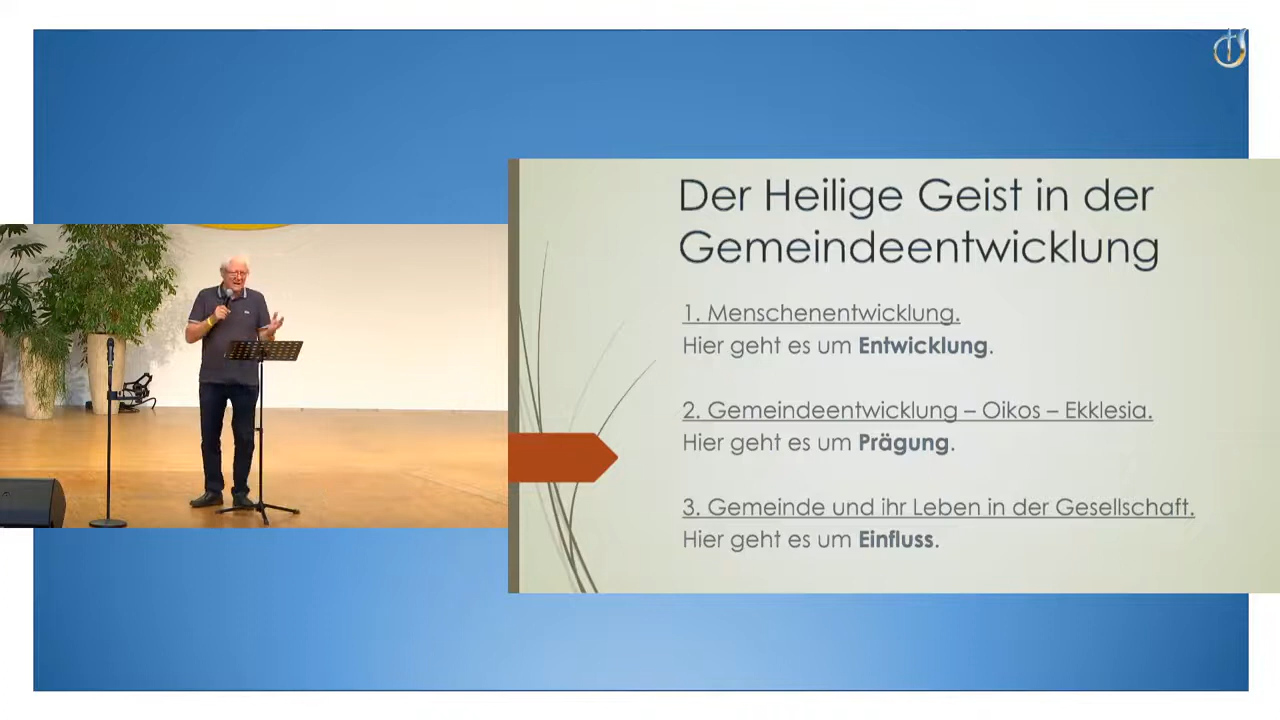 Der Heilige Geist in der
Gemeindeentwicklung
1. Menschenentwicklung.
Hier geht es um Entwicklung.
2. Gemeindeentwicklung – Oikos – Ekklesia.
Hier geht es um Prägung.
3. Gemeinde und ihr Leben in der Gesellschaft.
Hier geht es um Einfluss.